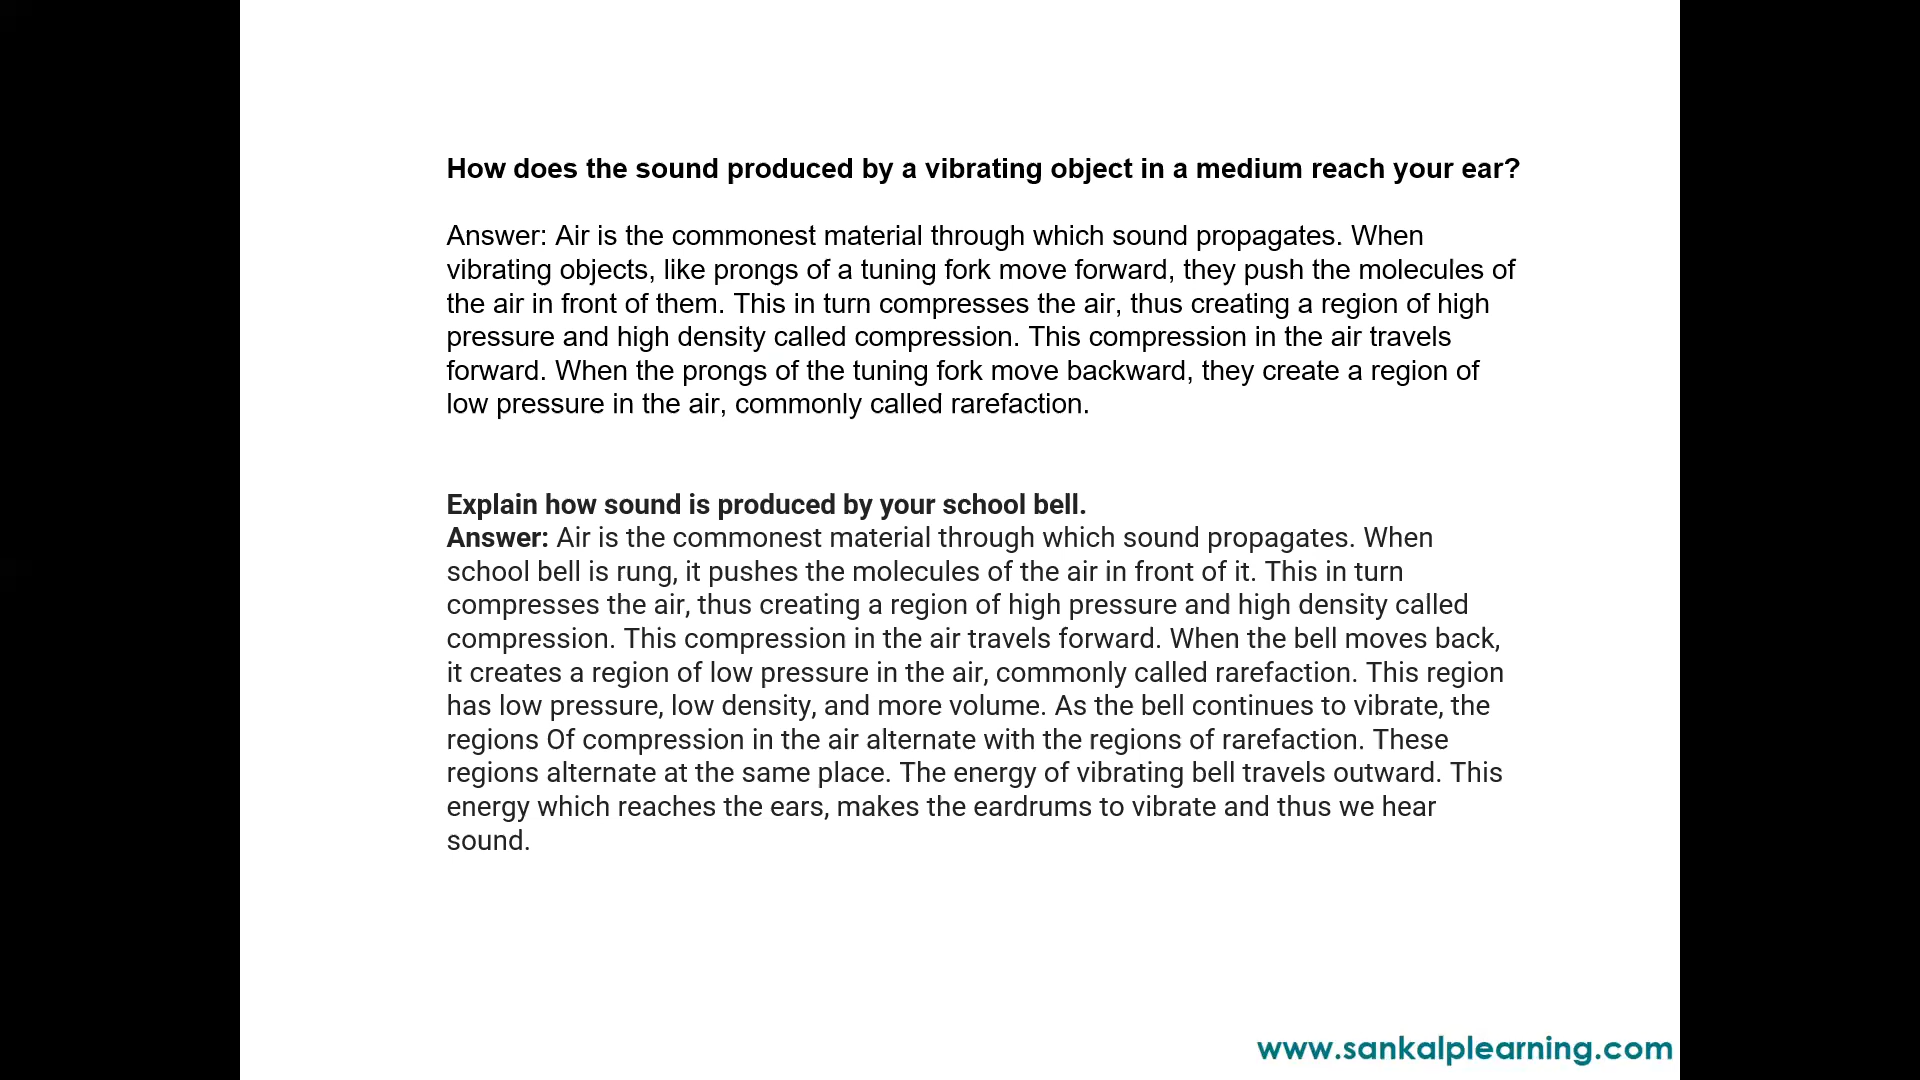 How does the sound produced by a vibrating object in a medium reach your ear?
Answer: Air is the commonest material through which sound propagates. When
vibrating objects, like prongs of a tuning fork move forward, they push the molecules of
the air in front of them. This in turn compresses the air, thus creating a region of high
pressure and high density called compression. This compression in the air travels
forward. When the prongs of the tuning fork move backward, they create a region of
low pressure in the air, commonly called rarefaction.
Explain how sound is produced by your school bell.
Answer: Air is the commonest material through which sound propagates. When
school bell is rung, it pushes the molecules of the air in front of it. This in turn
compresses the air, thus creating a region of high pressure and high density called
compression. This compression in the air travels forward. When the bell moves back,
it creates a region of low pressure in the air, commonly called rarefaction. This region
has low pressure, low density, and more volume. As the bell continues to vibrate, the
regions Of compression in the air alternate with the regions of rarefaction. These
regions alternate at the same place. The energy of vibrating bell travels outward. This
energy which reaches the ears, makes the eardrums to vibrate and thus we hear
sound.
www.sankalplearning.com